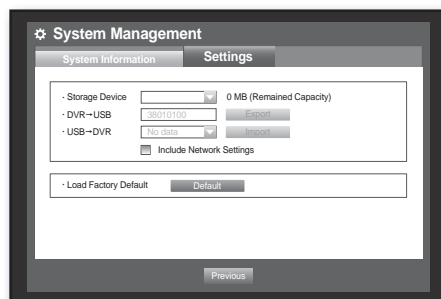 System Management
System Information
Settings
· Storage Device 0 MB (Remained Capacity)
· DVR→USB 38010100 Export
· USB→DVR No data Import
Include Network Settings
· Load Factory Default Default
Previous